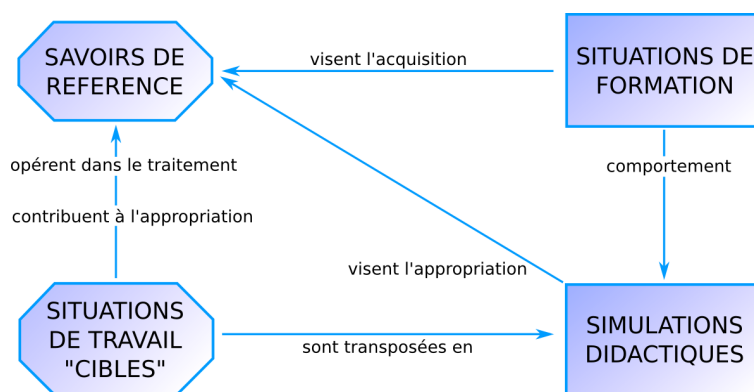 SAVOIRS DE
REFERENCE
visent l'acquisition
SITUATIONS DE
FORMATION
opérent dans le traitement
comportement
contribuent à l'appropriation
visent l'appropriation
SITUATIONS
DE TRAVAIL
"CIBLES"
sont transposées en
SIMULATIONS
DIDACTIQUES